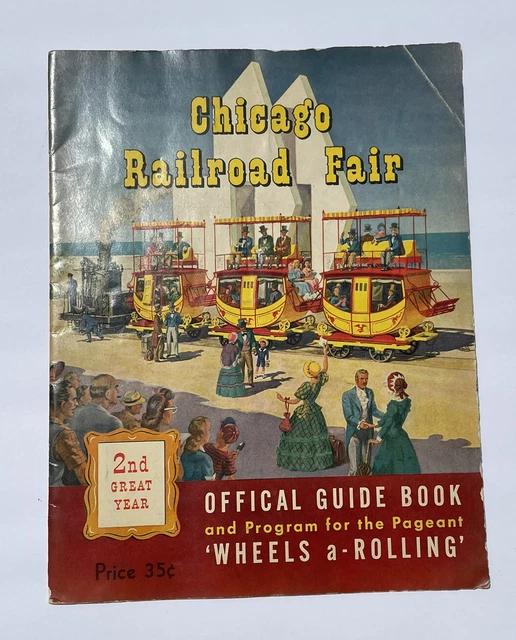 Chicago
Railroad Fair
2nd
GREAT
YEAR
OFFICAL GUIDE BOOK
and Program for the Pageant
'WHEELS a-ROLLING'
Price 35¢